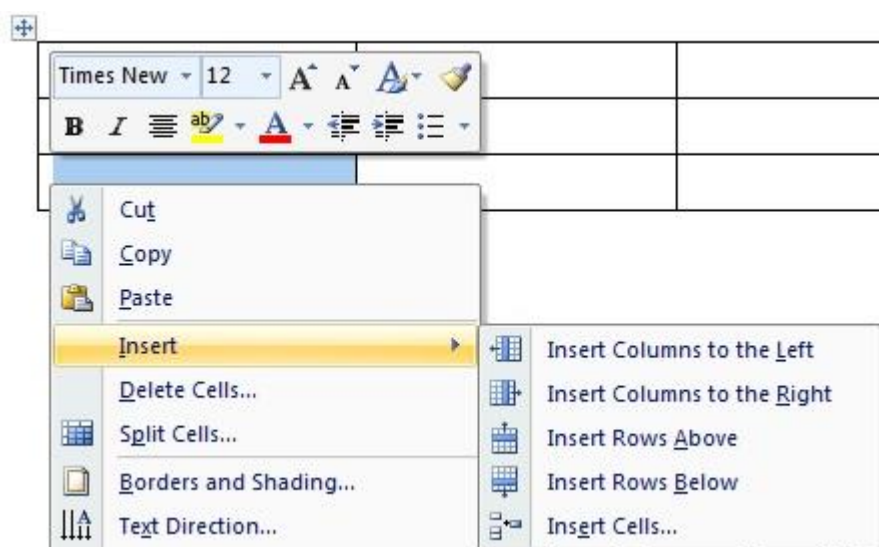 Times New 12 A A A
B I ab A
Cut
Copy
Paste
Insert
Delete Cells...
Split Cells...
Borders and Shading...
Text Direction...
Insert Columns to the Left
Insert Columns to the Right
Insert Rows Above
Insert Rows Below
Insert Cells...